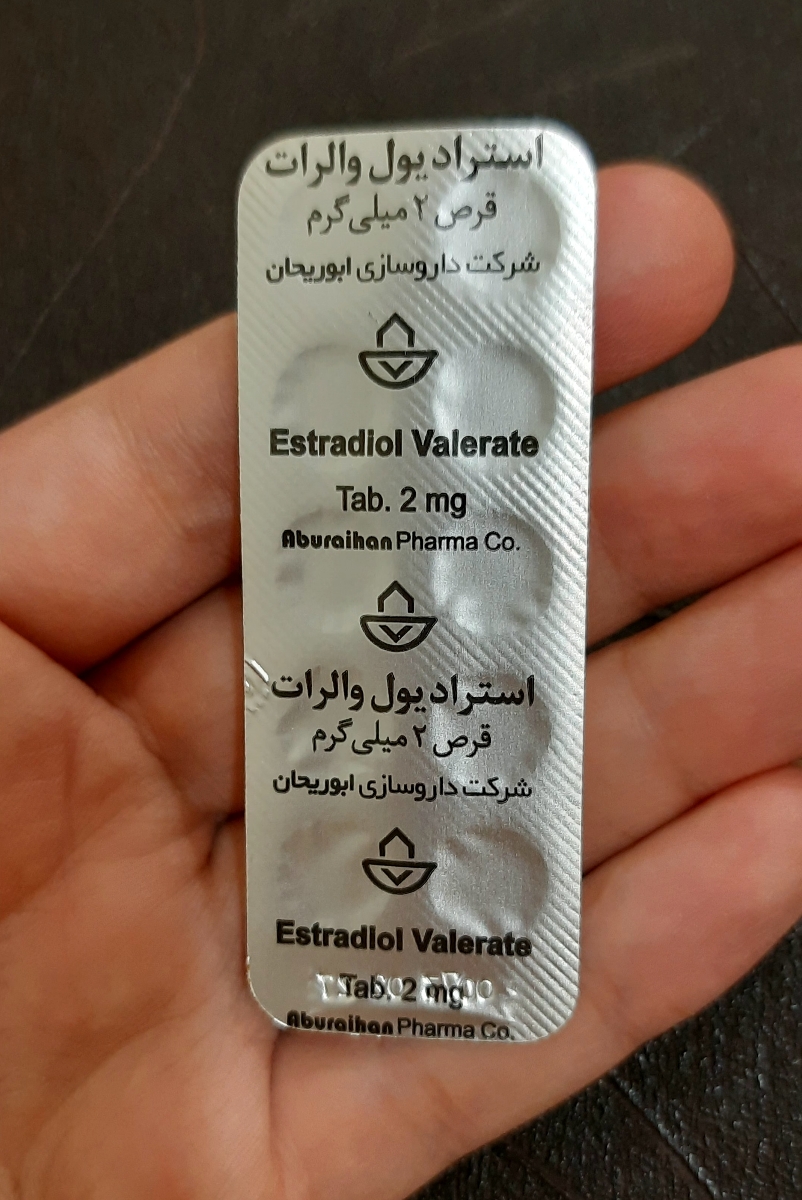 استرادیول والرات
قرص ۲ میلی‌گرم
شرکت داروسازی ابوریحان
Estradiol Valerate
Tab. 2 mg
Aburaihan Pharma Co.
استرادیول والرات
قرص ۲ میلی‌گرم
شرکت داروسازی ابوریحان
Estradiol Valerate
Tab. 2 mg
Aburaihan Pharma Co.